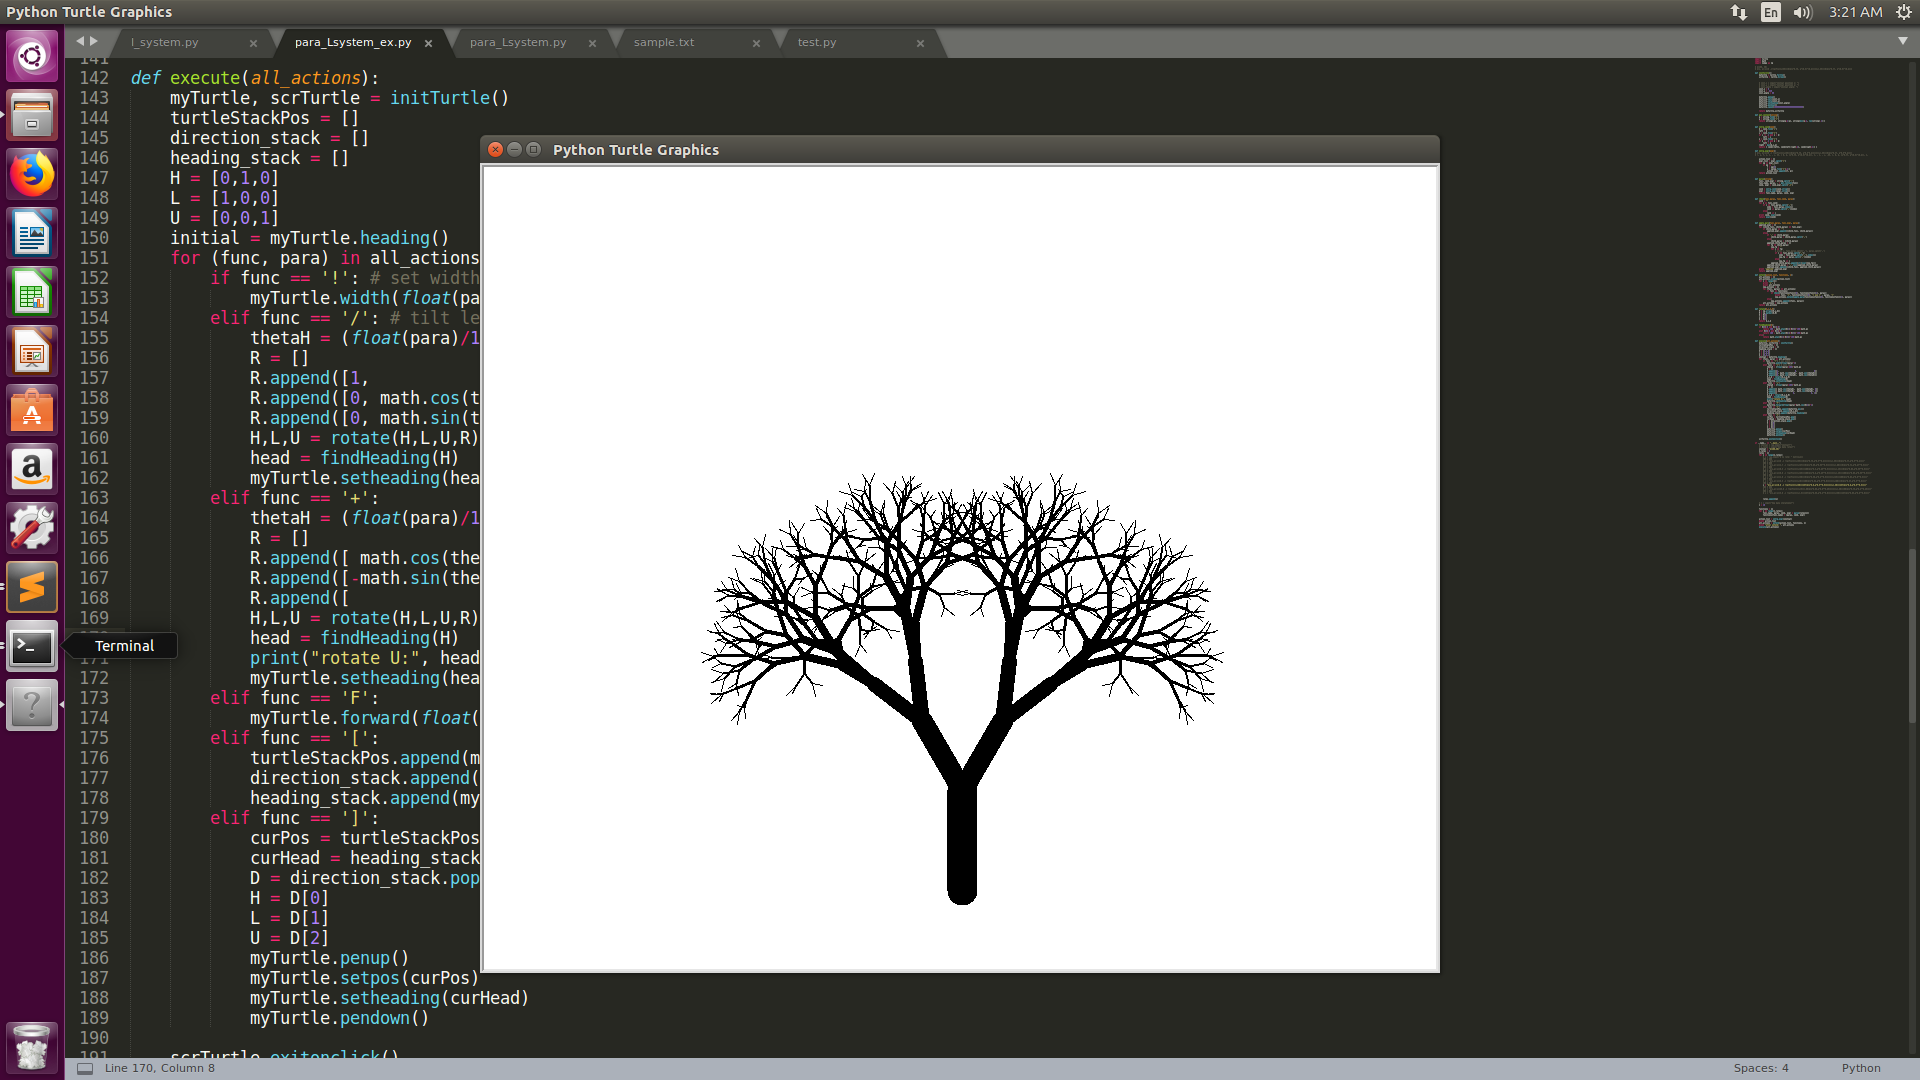 Python Turtle Graphics
En
3:21 AM
l_system.py
para_Lsystem_ex.py
para_Lsystem.py
sample.txt
test.py
141
142 def execute(all_actions):
143 myTurtle, scrTurtle = initTurtle()
144 turtleStackPos = []
145 direction_stack = []
146 heading_stack = []
147 H = [0,1,0]
148 L = [1,0,0]
149 U = [0,0,1]
150 initial = myTurtle.heading()
151 for (func, para) in all_actions
152 if func == '!': # set width
153 myTurtle.width(float(pa
154 elif func == '/': # tilt le
155 thetaH = (float(para)/1
156 R = []
157 R.append([1,
158 R.append([0, math.cos(t
159 R.append([0, math.sin(t
160 H,L,U = rotate(H,L,U,R)
161 head = findHeading(H)
162 myTurtle.setheading(hea
163 elif func == '+':
164 thetaH = (float(para)/1
165 R = []
166 R.append([ math.cos(the
167 R.append([-math.sin(the
168 R.append([
169 H,L,U = rotate(H,L,U,R)
head = findHeading(H)
171 print("rotate U:", head
172 myTurtle.setheading(hea
173 elif func == 'F':
174 myTurtle.forward(float(
175 elif func == '[':
176 turtleStackPos.append(m
177 direction_stack.append(
178 heading_stack.append(my
179 elif func == ']':
180 curPos = turtleStackPos
181 curHead = heading_stack
182 D = direction_stack.pop
183 H = D[0]
184 L = D[1]
185 U = D[2]
186 myTurtle.penup()
187 myTurtle.setpos(curPos)
188 myTurtle.setheading(curHead)
189 myTurtle.pendown()
190
191 scrTurtle.exitonclick()
Python Turtle Graphics
Terminal
Line 170, Column 8
Spaces: 4
Python